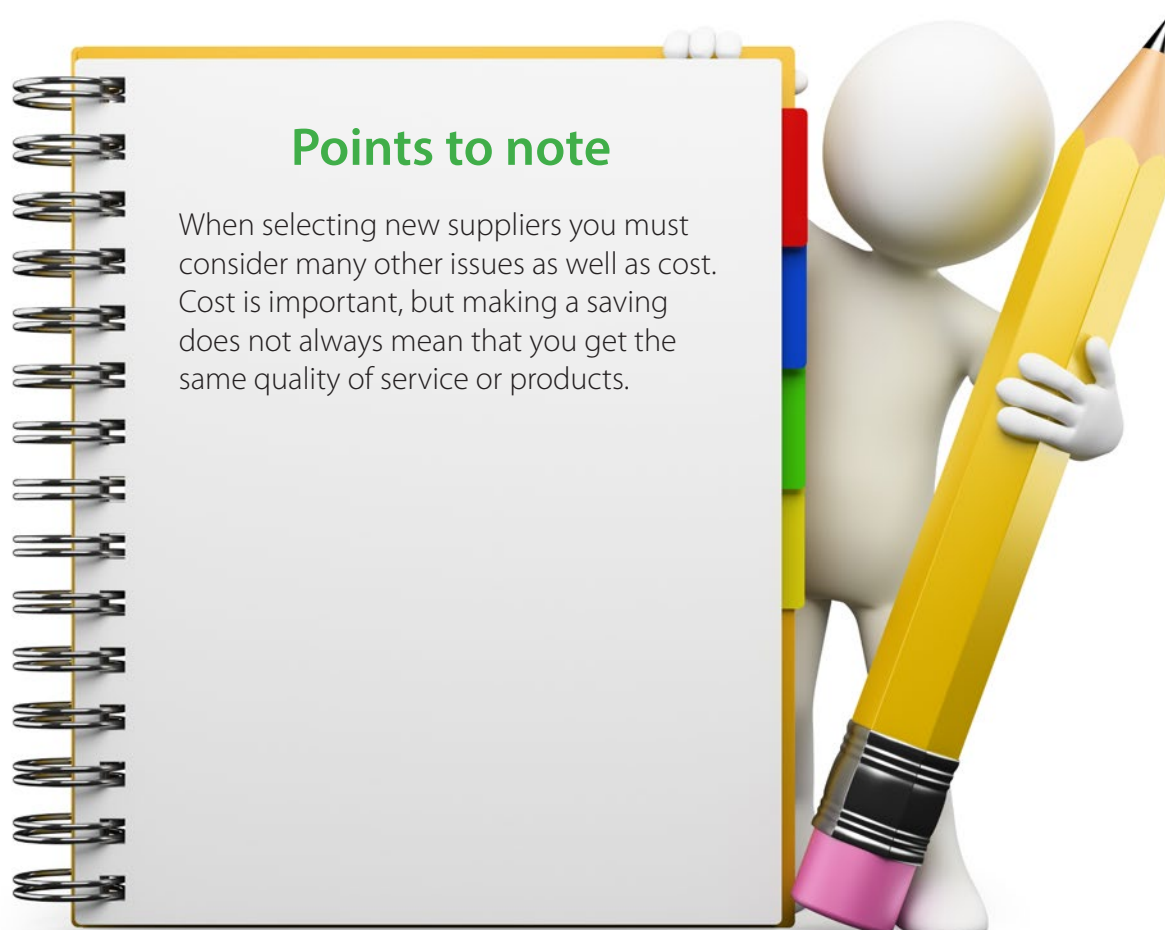 Points to note
When selecting new suppliers you must
consider many other issues as well as cost.
Cost is important, but making a saving
does not always mean that you get the
same quality of service or products.